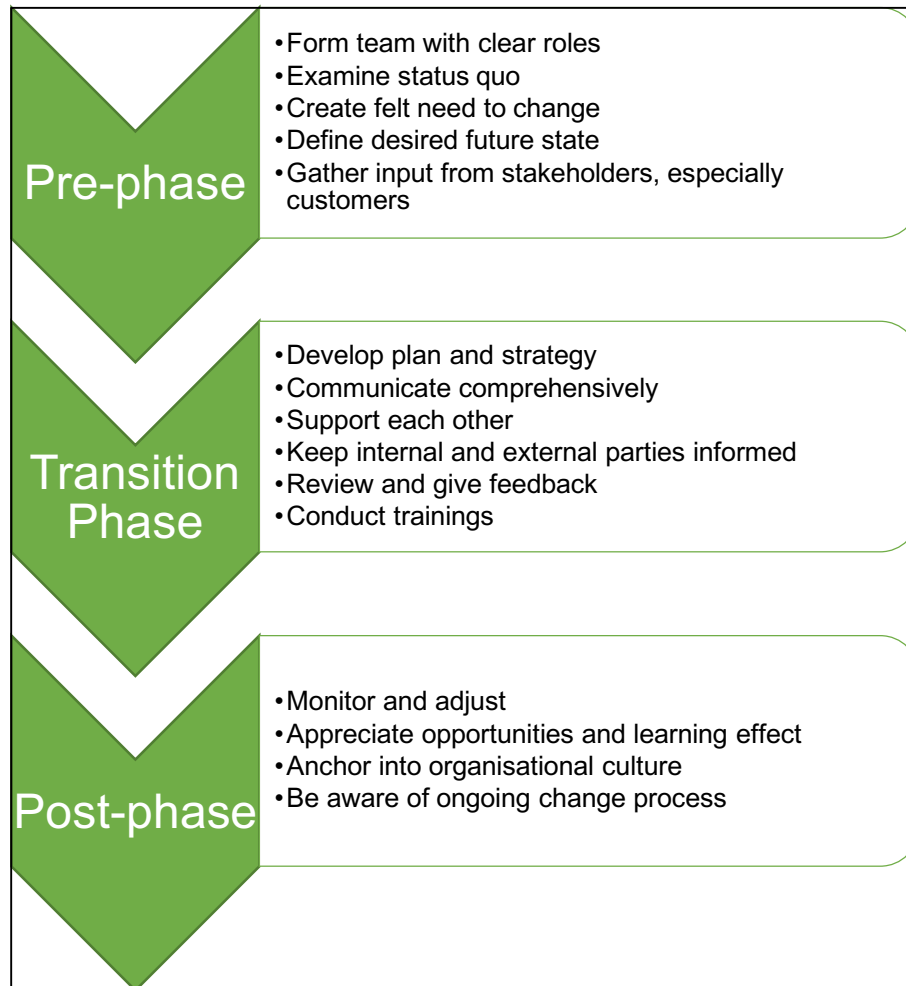 Pre-phase
•Form team with clear roles
•Examine status quo
•Create felt need to change
•Define desired future state
•Gather input from stakeholders, especially
customers
Transition
Phase
•Develop plan and strategy
•Communicate comprehensively
•Support each other
•Keep internal and external parties informed
•Review and give feedback
•Conduct trainings
Post-phase
•Monitor and adjust
•Appreciate opportunities and learning effect
•Anchor into organisational culture
•Be aware of ongoing change process